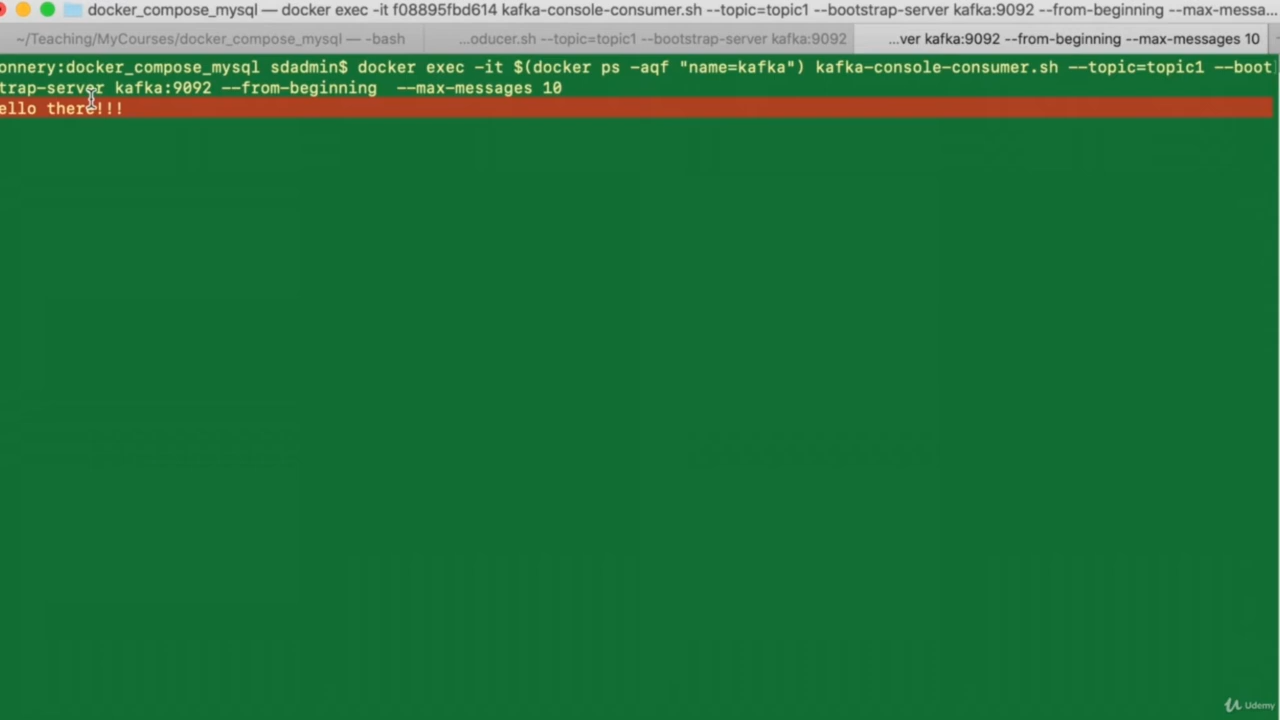 docker_compose_mysql — docker exec -it f08895fbd614 kafka-console-consumer.sh --topic=topic1 --bootstrap-server kafka:9092 --from-beginning --max-messa...
~/Teaching/MyCourses/docker_compose_mysql — -bash
...oducer.sh --topic=topic1 --bootstrap-server kafka:9092
...ver kafka:9092 --from-beginning --max-messages 10
onnery:docker_compose_mysql sdadmin$ docker exec -it $(docker ps -aqf "name=kafka") kafka-console-consumer.sh --topic=topic1 --boot
trap-server kafka:9092 --from-beginning  --max-messages 10
ello there!!!
Udemy